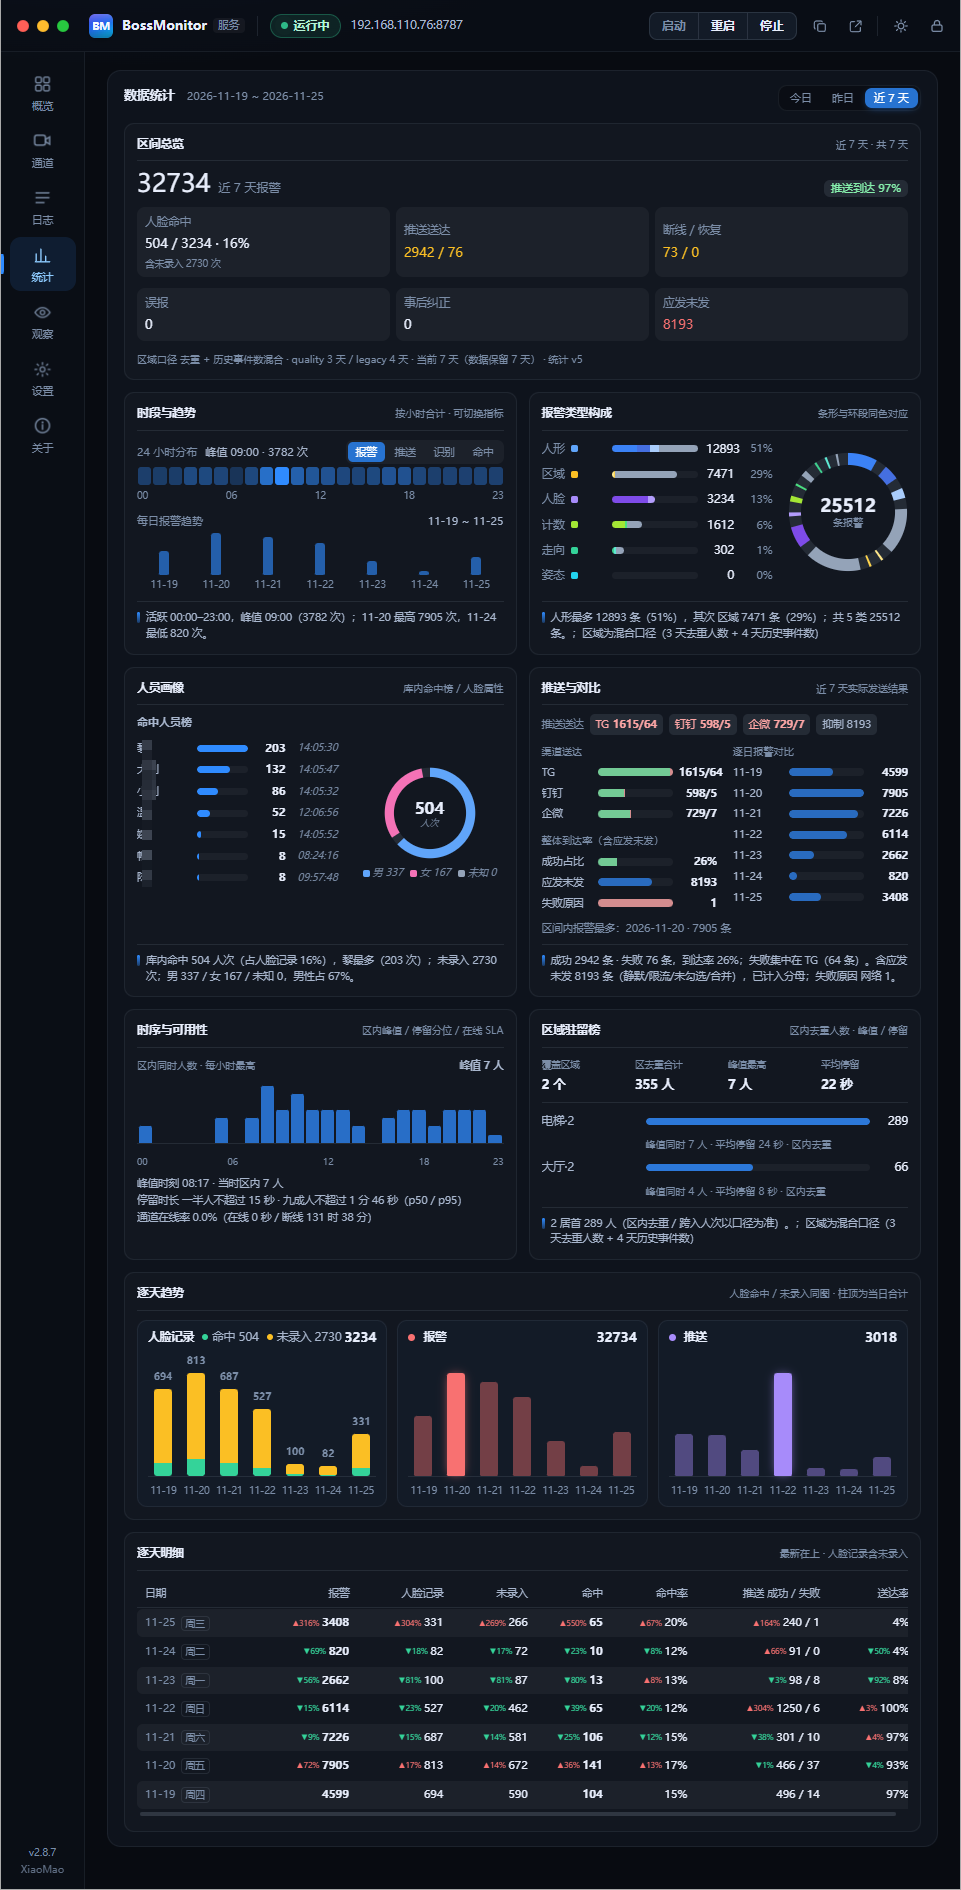 BM BossMonitor 服务 运行中 192.168.110.76:8787 启动 重启 停止
概览
通道
日志
统计
观察
设置
关于
v2.8.7
XiaoMao
数据统计 2026-11-19 ~ 2026-11-25 今日 昨日 近 7 天
区间总览 近 7 天 · 共 7 天
32734 近 7 天报警 推送到达 97%
人脸命中
504 / 3234 · 16%
含未录入 2730 次
推送送达
2942 / 76
断线 / 恢复
73 / 0
误报
0
事后纠正
0
应发未发
8193
区域口径 去重 + 历史事件数混合 · quality 3 天 / legacy 4 天 · 当前 7 天（数据保留 7 天） · 统计 v5
时段与趋势 按小时合计 · 可切换指标
24 小时分布 峰值 09:00 · 3782 次 报警 推送 识别 命中
00 06 12 18 23
每日报警趋势 11-19 ~ 11-25
11-19 11-20 11-21 11-22 11-23 11-24 11-25
活跃 00:00–23:00，峰值 09:00（3782 次）；11-20 最高 7905 次，11-24
最低 820 次。
报警类型构成 条形与环段同色对应
人形 12893 51%
区域 7471 29%
人脸 3234 13%
计数 1612 6%
走向 302 1%
姿态 0 0%
25512
条报警
人形最多 12893 条（51%），其次 区域 7471 条（29%）；共 5 类 25512
条。；区域为混合口径（3 天去重人数 + 4 天历史事件数）
人员画像 库内命中榜 / 人脸属性
命中人员榜
203 14:05:30
132 14:05:47
86 14:05:32
52 12:06:56
15 14:05:52
8 08:24:16
8 09:57:48
504
人次
男 337 女 167 未知 0
库内命中 504 人次（占人脸记录 16%），黎最多（203 次）；未录入 2730
次；男 337 / 女 167 / 未知 0，男性占 67%。
推送与对比 近 7 天实际发送结果
推送送达 TG 1615/64 钉钉 598/5 企微 729/7 抑制 8193
渠道送达
TG 1615/64
钉钉 598/5
企微 729/7
整体到达率（含应发未发）
成功占比 26%
应发未发 8193
失败原因 1
逐日报警对比
11-19 4599
11-20 7905
11-21 7226
11-22 6114
11-23 2662
11-24 820
11-25 3408
区间内报警最多：2026-11-20 · 7905 条
成功 2942 条 · 失败 76 条，到达率 26%；失败集中在 TG（64 条）。含应发
未发 8193 条（静默/限流/未勾选/合并），已计入分母；失败原因 网络 1。
时序与可用性 区内峰值 / 停留分位 / 在线 SLA
区内同时人数 · 每小时最高 峰值 7 人
00 06 12 18 23
峰值时刻 08:17 · 当时区内 7 人
停留时长 一半人不超过 15 秒 · 九成人不超过 1 分 46 秒（p50 / p95）
通道在线率 0.0%（在线 0 秒 / 断线 131 时 38 分）
区域驻留榜 区内去重人数 · 峰值 / 停留
覆盖区域 区去重合计 峰值最高 平均停留
2 个 355 人 7 人 22 秒
电梯-2 289
峰值同时 7 人 · 平均停留 24 秒 · 区内去重
大厅-2 66
峰值同时 4 人 · 平均停留 8 秒 · 区内去重
2 居首 289 人（区内去重 / 跨入人次以口径为准）。；区域为混合口径（3
天去重人数 + 4 天历史事件数）
逐天趋势 人脸命中 / 未录入同图 · 柱顶为当日合计
人脸记录 命中 504 未录入 2730 3234
694 813 687 527 100 82 331
11-19 11-20 11-21 11-22 11-23 11-24 11-25
报警 32734
11-19 11-20 11-21 11-22 11-23 11-24 11-25
推送 3018
11-19 11-20 11-21 11-22 11-23 11-24 11-25
逐天明细 最新在上 · 人脸记录含未录入
日期 报警 人脸记录 未录入 命中 命中率 推送 成功 / 失败 送达率
11-25 周三 ▲316% 3408 ▲304% 331 ▲269% 266 ▲550% 65 ▲67% 20% ▲164% 240 / 1 4%
11-24 周二 ▼69% 820 ▼18% 82 ▼17% 72 ▼23% 10 ▼8% 12% ▲66% 91 / 0 ▼50% 4%
11-23 周一 ▼56% 2662 ▼81% 100 ▼81% 87 ▼80% 13 ▲8% 13% ▼3% 98 / 8 ▼92% 8%
11-22 周日 ▼15% 6114 ▼23% 527 ▼20% 462 ▼39% 65 ▼20% 12% ▲304% 1250 / 6 ▲3% 100%
11-21 周六 ▼9% 7226 ▼15% 687 ▼14% 581 ▼25% 106 ▼12% 15% ▼38% 301 / 10 ▲4% 97%
11-20 周五 ▲72% 7905 ▲17% 813 ▲14% 672 ▲36% 141 ▲13% 17% ▼1% 466 / 37 ▼4% 93%
11-19 周四 4599 694 590 104 15% 496 / 14 97%